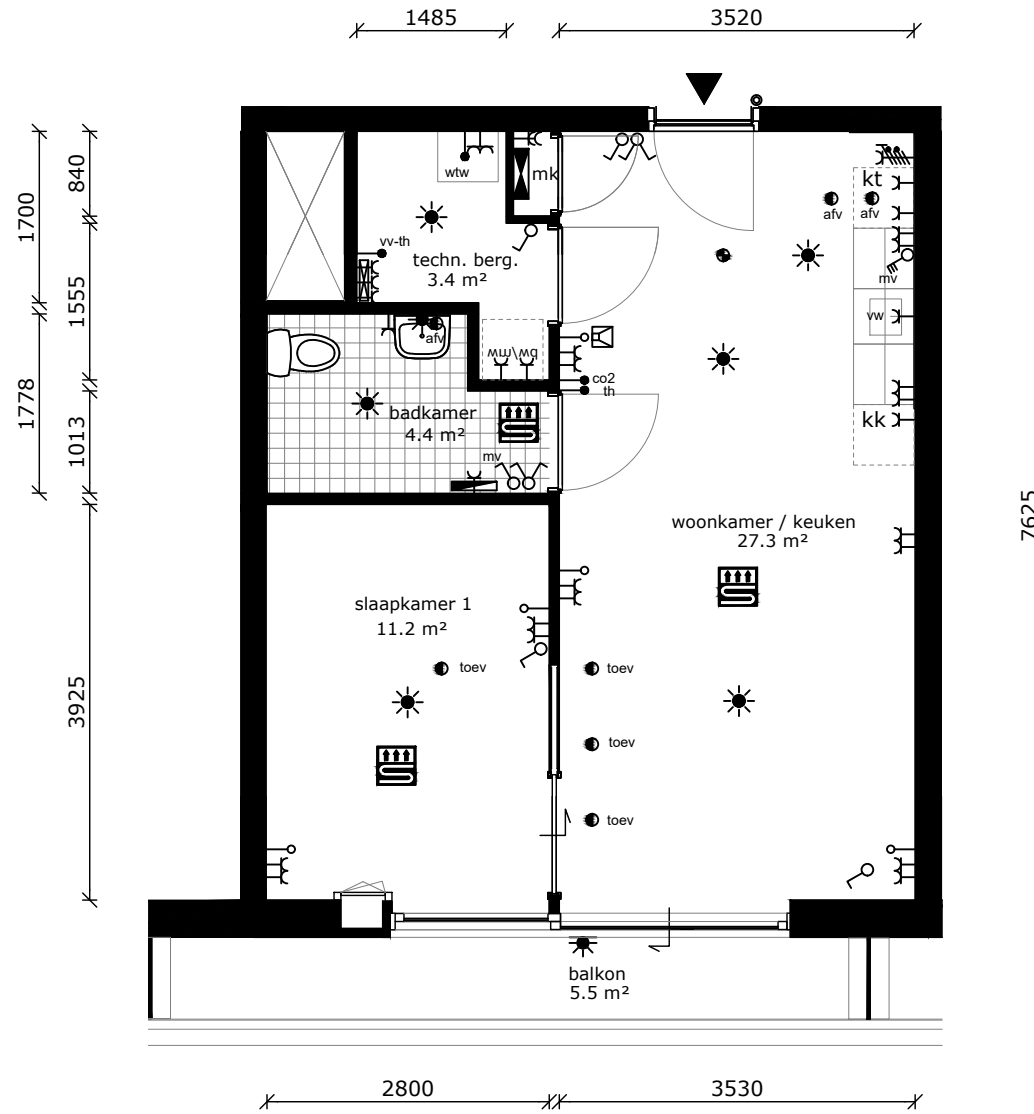 1485
3520
840
1700
wtw
mk
kt
afv
afv
vv-th
techn. berg.
3.4 m²
1555
mv
vw
afv
bw\mw
co2
th
1778
badkamer
4.4 m²
kk
1013
mv
7625
woonkamer / keuken
27.3 m²
slaapkamer 1
11.2 m²
toev
toev
3925
toev
toev
balkon
5.5 m²
2800
3530